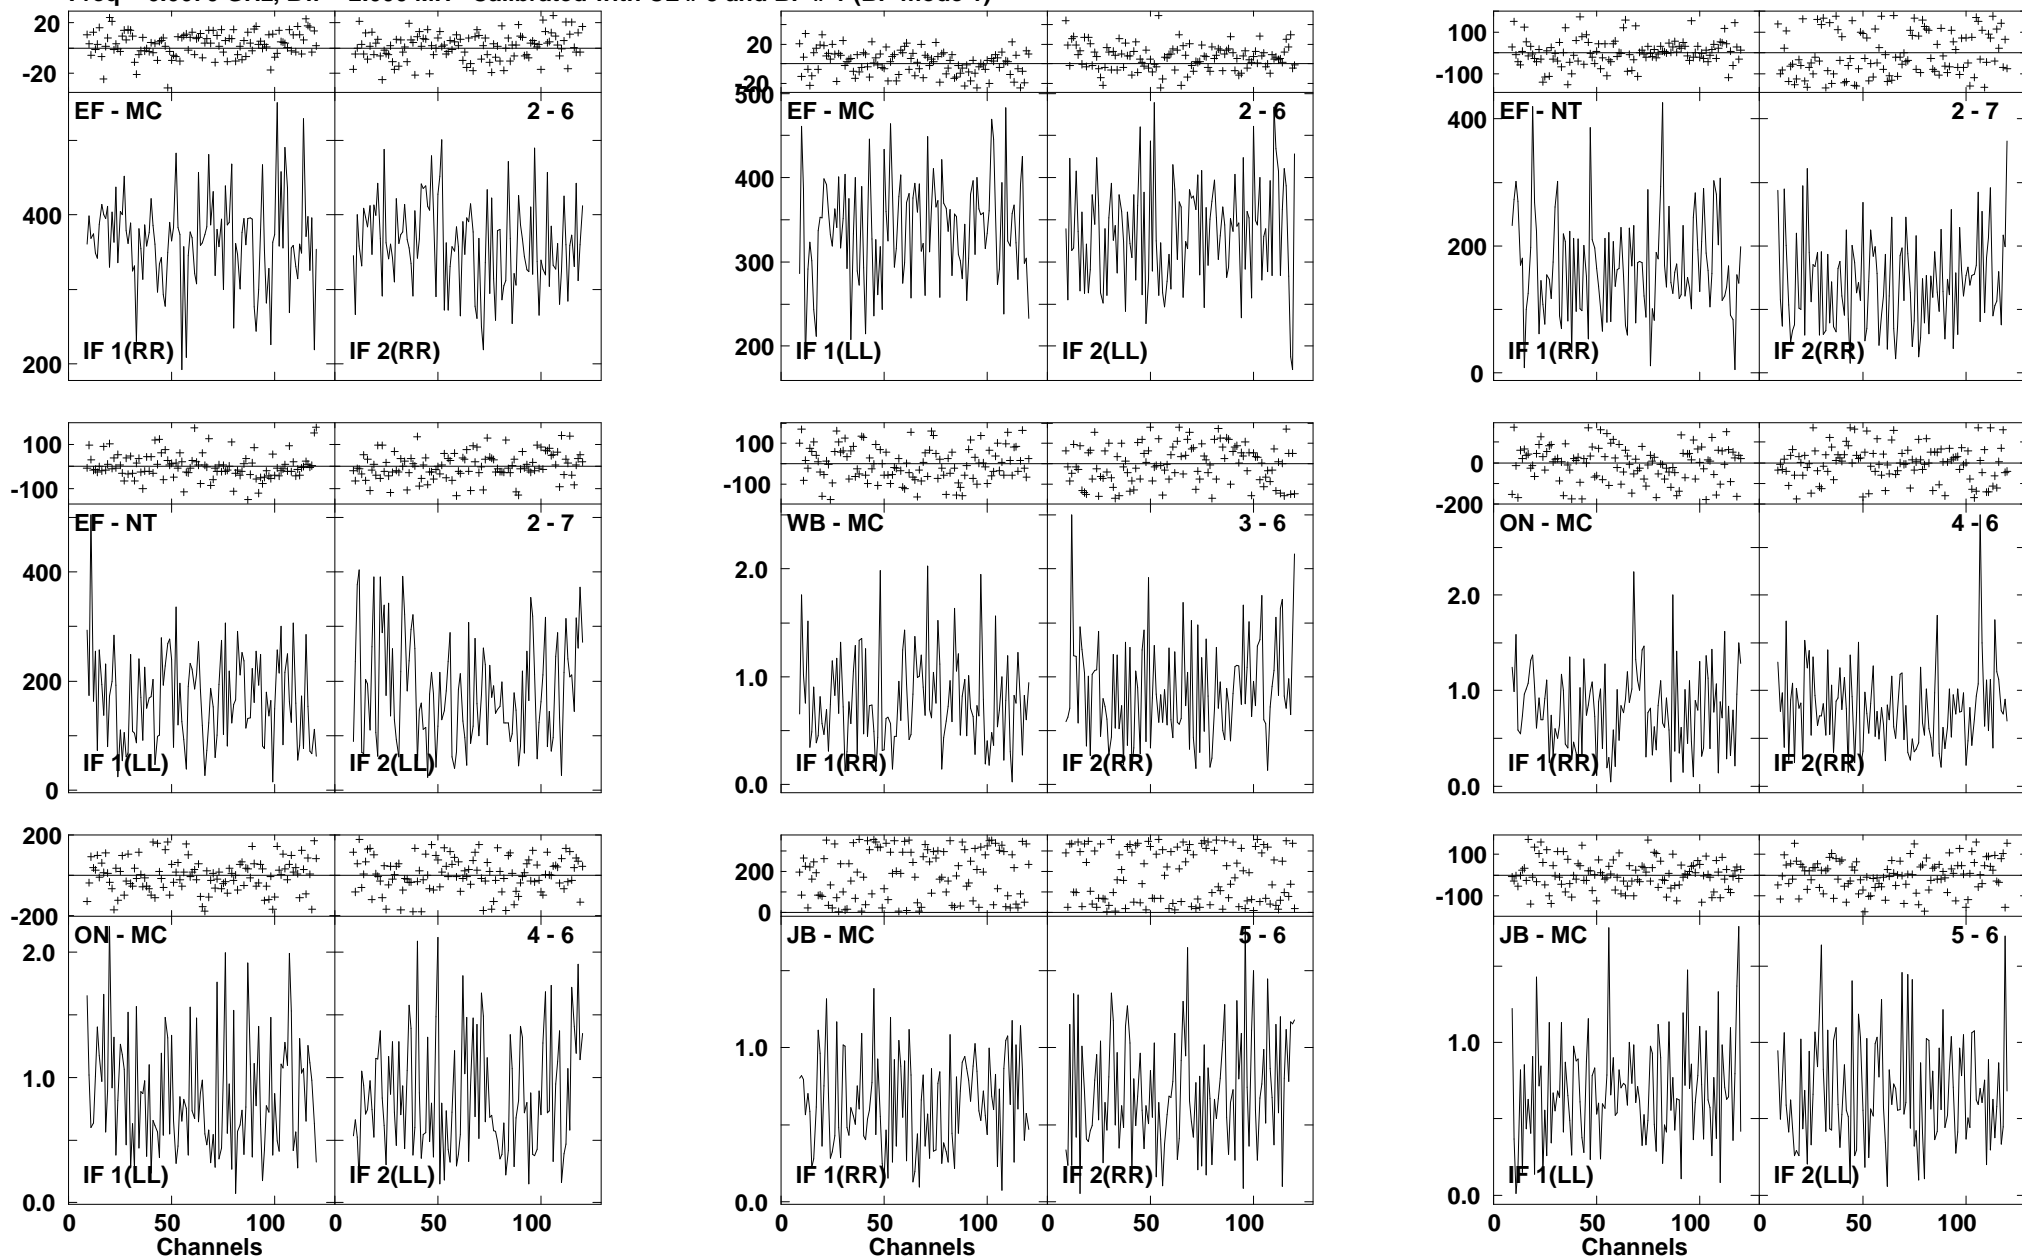 20
-20
EF - MC
2 - 6
400
200
IF 1(RR)
IF 2(RR)
20
-20
500
EF - MC
2 - 6
400
300
200
IF 1(LL)
IF 2(LL)
100
-100
EF - NT
2 - 7
400
200
0
IF 1(RR)
IF 2(RR)
100
-100
EF - NT
2 - 7
400
200
0
IF 1(LL)
IF 2(LL)
100
-100
WB - MC
3 - 6
2.0
1.0
0.0
IF 1(RR)
IF 2(RR)
0
-200
ON - MC
4 - 6
2.0
1.0
0.0
IF 1(RR)
IF 2(RR)
200
-200
ON - MC
4 - 6
2.0
1.0
0.0
IF 1(LL)
IF 2(LL)
0 100 0 50 100
Channels
200
0
JB - MC
5 - 6
1.0
0.0
IF 1(RR)
IF 2(RR)
0 50 100 0 50 100
Channels
100
-100
JB - MC
5 - 6
1.0
0.0
IF 1(LL)
IF 2(LL)
0 50 100 0 50 100
Channels